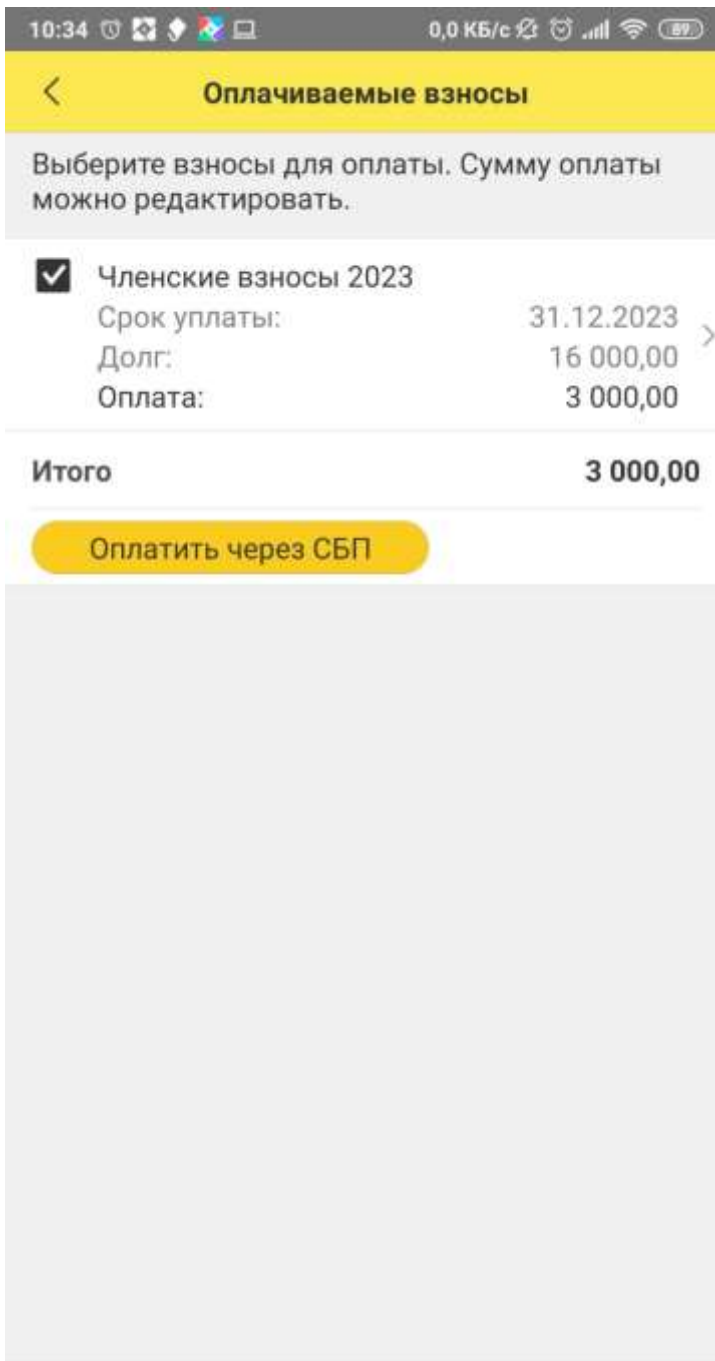 10:34 0,0 КБ/с 89
Оплачиваемые взносы
Выберите взносы для оплаты. Сумму оплаты
можно редактировать.
Членские взносы 2023
Срок уплаты: 31.12.2023
Долг: 16 000,00
Оплата: 3 000,00
Итого 3 000,00
Оплатить через СБП